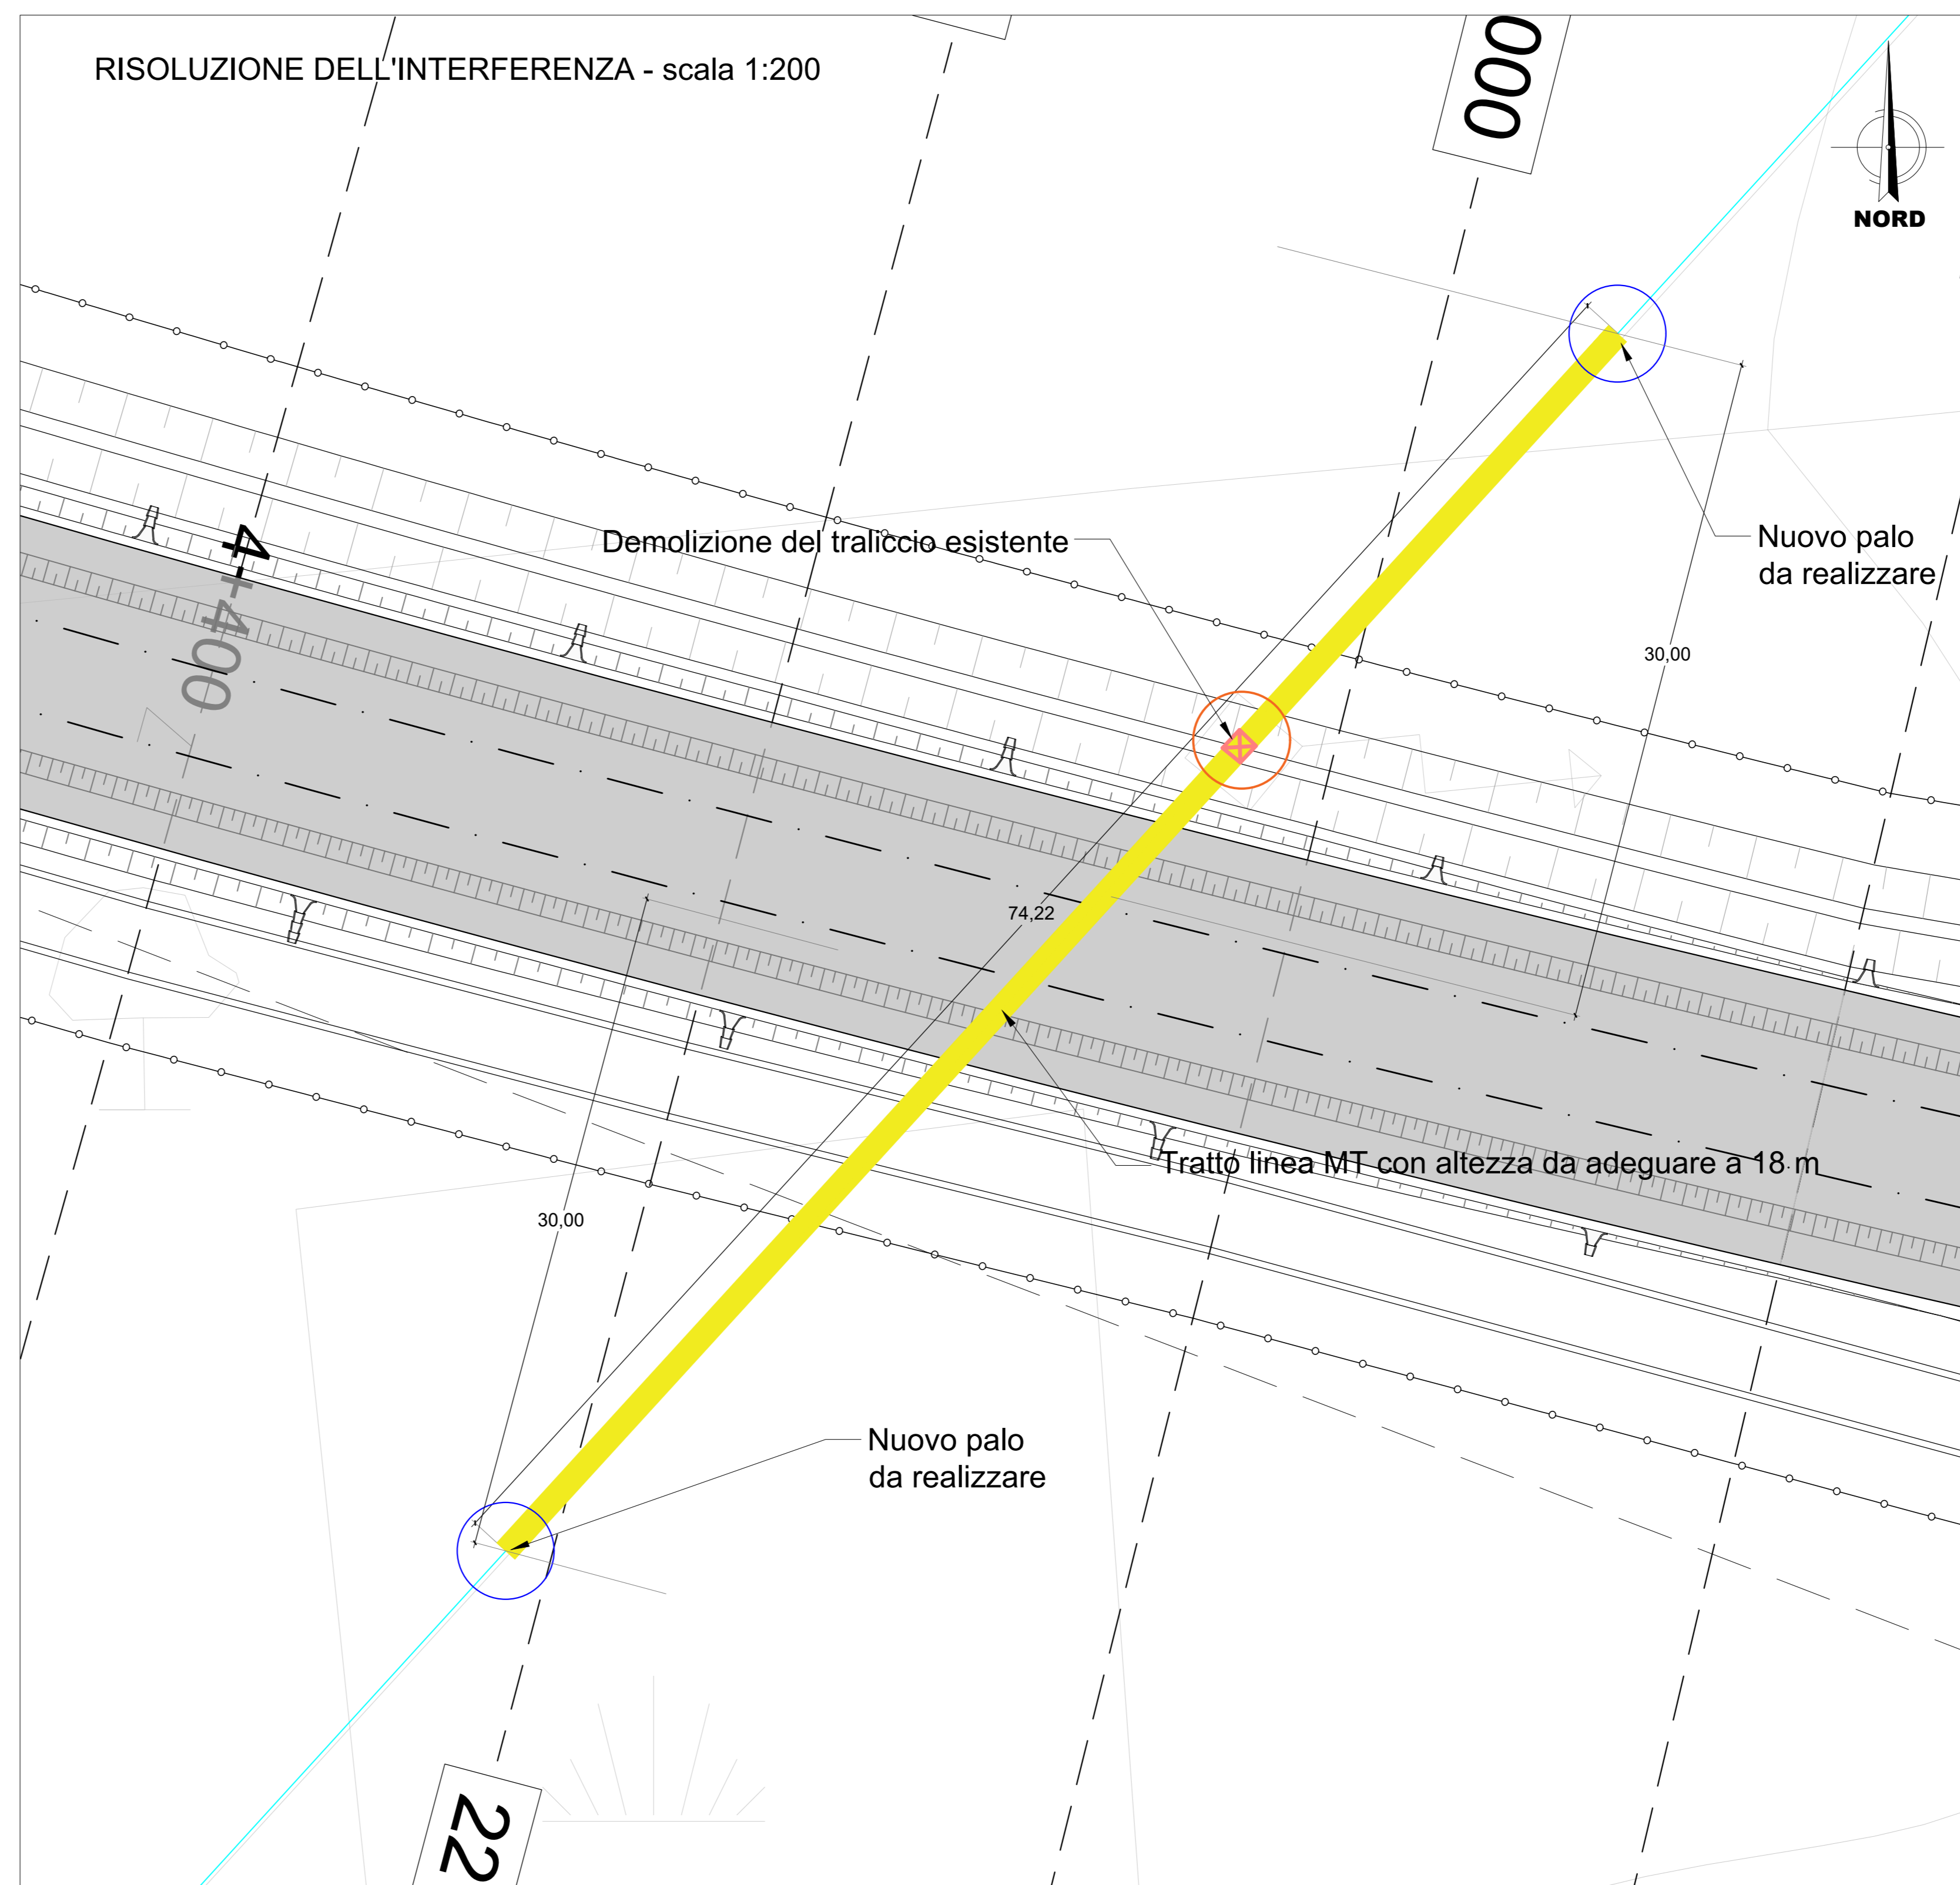 RISOLUZIONE DELL'INTERFERENZA - scala 1:200
000
NORD
4+400
Demolizione del traliccio esistente
Nuovo palo
da realizzare
30,00
74,22
Tratto linea MT con altezza da adeguare a 18 m
30,00
Nuovo palo
da realizzare
22